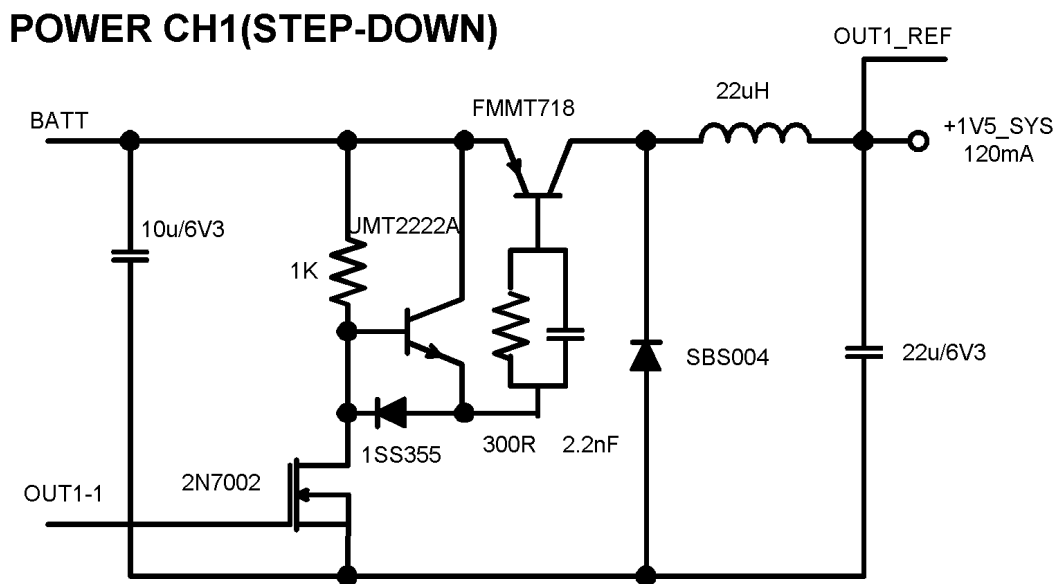 POWER CH1(STEP-DOWN)
OUT1_REF
22uH
FMMT718
BATT
+1V5_SYS
120mA
10u/6V3
UMT2222A
1K
SBS004
22u/6V3
300R
2.2nF
1SS355
2N7002
OUT1-1